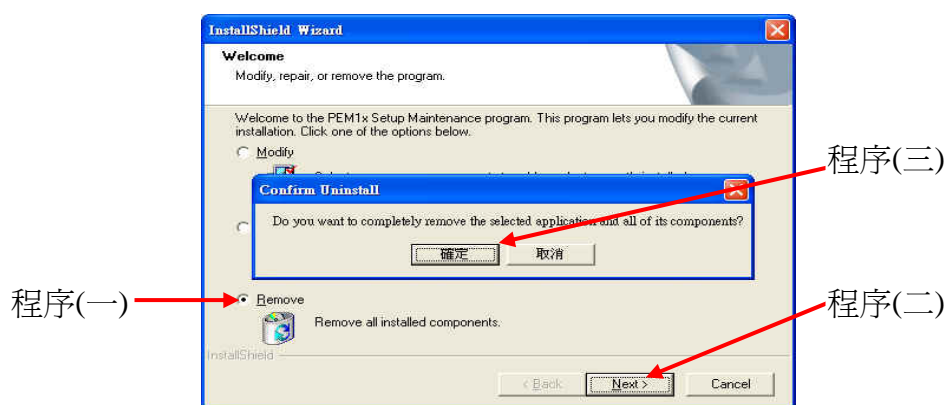 InstallShield Wizard
Welcome
Modify, repair, or remove the program.
Welcome to the PEM1x Setup Maintenance program. This program lets you modify the current
installation. Click one of the options below.
Modify
程序(三)
Confirm Uninstall
Do you want to completely remove the selected application and all of its components?
確定 取消
程序(一)
Remove
程序(二)
Remove all installed components.
InstallShield
< Back Next > Cancel